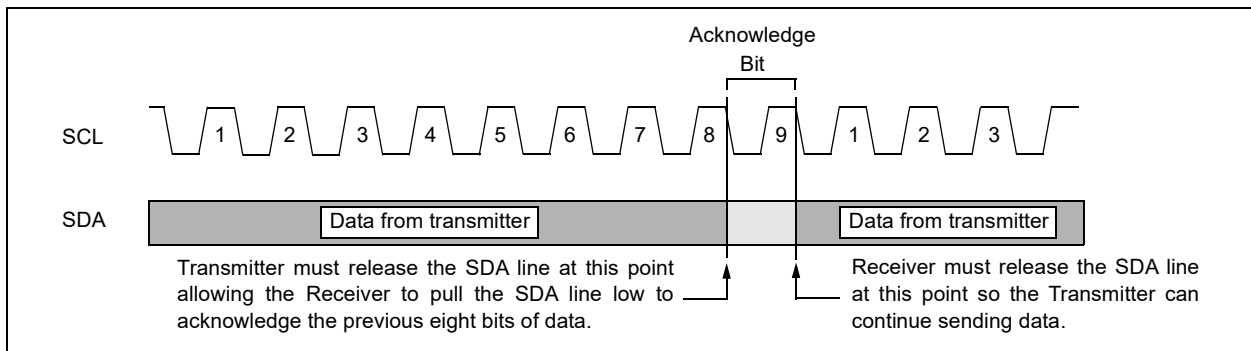 Acknowledge
Bit
SCL 1 2 3 4 5 6 7 8 9 1 2 3
SDA Data from transmitter Data from transmitter
Transmitter must release the SDA line at this point
allowing the Receiver to pull the SDA line low to
acknowledge the previous eight bits of data.
Receiver must release the SDA line
at this point so the Transmitter can
continue sending data.